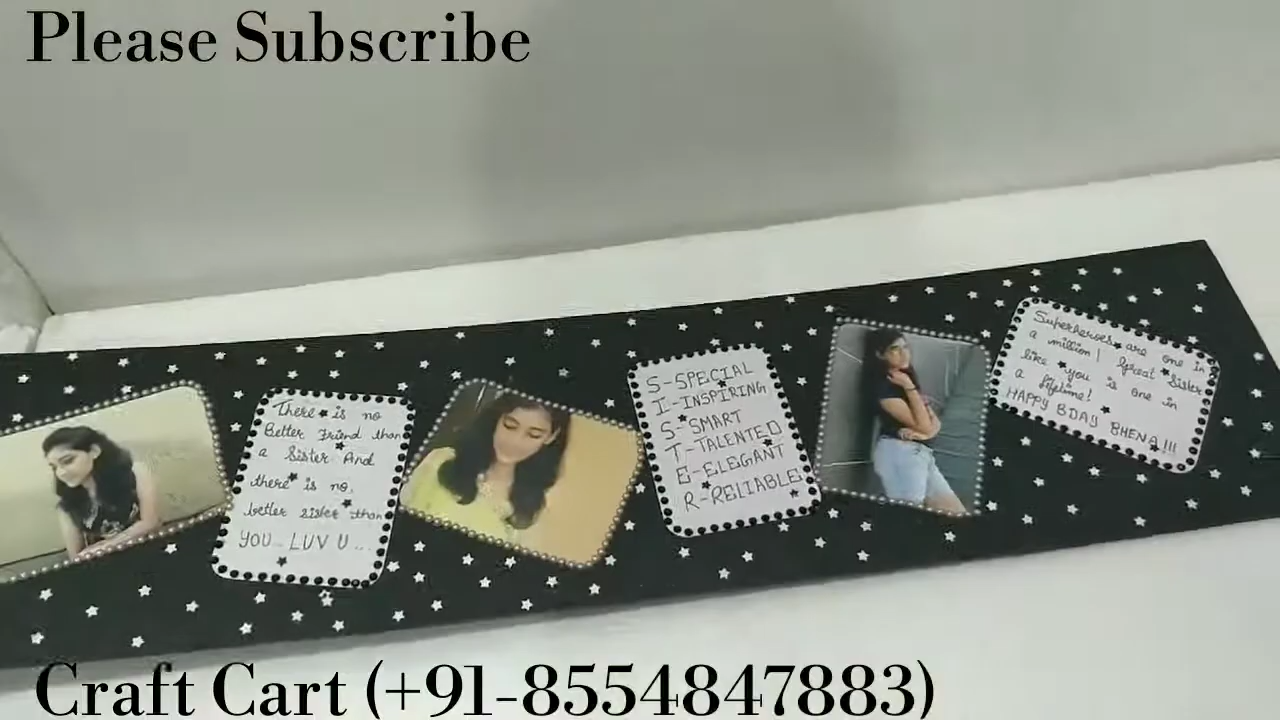 Please Subscribe
There is no
Better Friend than
a Sister And
there is no
better sister than
YOU... LUV U...
S-SPECIAL
I-INSPIRING
S-SMART
T-TALENTED
E-ELEGANT
R-RELIABLE
Superheroes are one in
a million! Great Sister
like you is one in
a lifetime!
HAPPY BDAY BHENA!!!
Craft Cart (+91-8554847883)